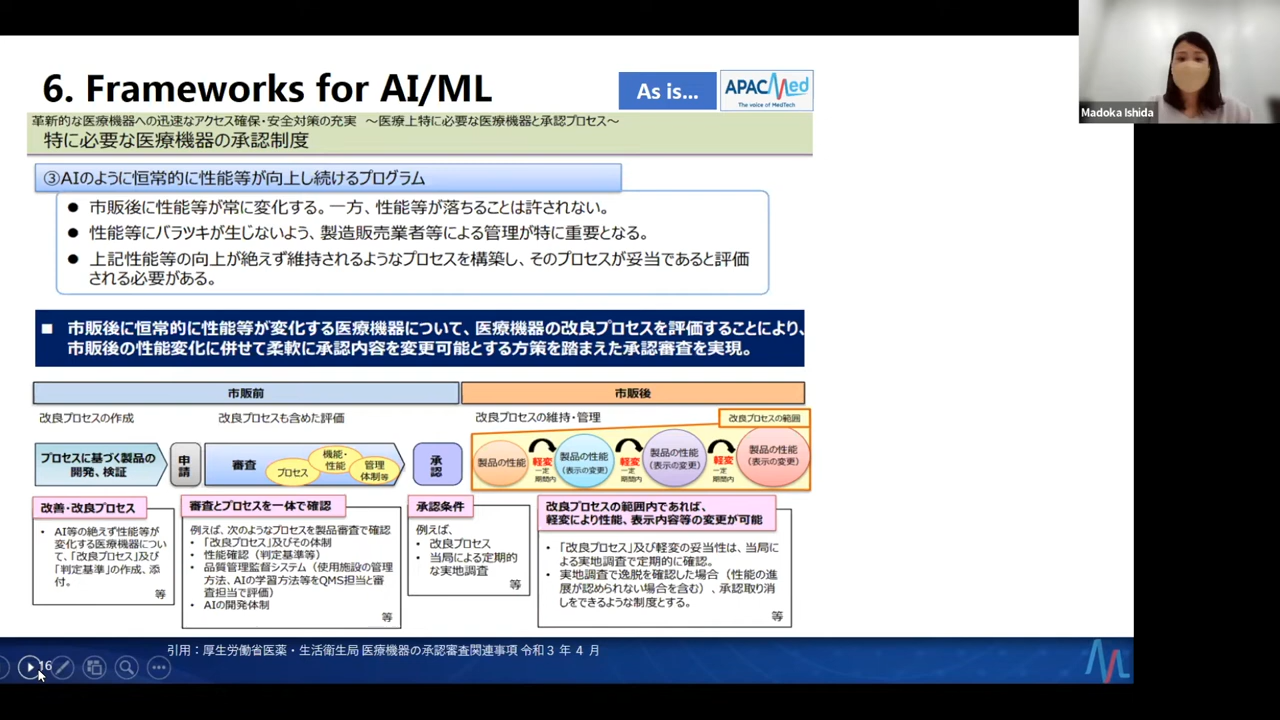 6. Frameworks for AI/ML
As is...
APACMed
The voice of MedTech
Madoka Ishida
革新的な医療機器への迅速なアクセス確保・安全対策の充実 ～医療上特に必要な医療機器と承認プロセス～
特に必要な医療機器の承認制度
③AIのように恒常的に性能等が向上し続けるプログラム
● 市販後に性能等が常に変化する。一方、性能等が落ちることは許されない。
● 性能等にバラツキが生じないよう、製造販売業者等による管理が特に重要となる。
● 上記性能等の向上が絶えず維持されるようなプロセスを構築し、そのプロセスが妥当であると評価
される必要がある。
■ 市販後に恒常的に性能等が変化する医療機器について、医療機器の改良プロセスを評価することにより、
市販後の性能変化に併せて柔軟に承認内容を変更可能とする方策を踏まえた承認審査を実現。
市販前
市販後
改良プロセスの作成
改良プロセスも含めた評価
改良プロセスの維持・管理
改良プロセスの範囲
プロセスに基づく製品の
開発、検証
申請
審査
プロセス
機能・
性能
管理
体制等
承認
製品の性能
軽変
一定
期間内
製品の性能
（表示の変更）
軽変
一定
期間内
製品の性能
（表示の変更）
軽変
一定
期間内
製品の性能
（表示の変更）
改善・改良プロセス
• AI等の絶えず性能等が
変化する医療機器につい
て、「改良プロセス」及び
「判定基準」の作成、添
付。
等
審査とプロセスを一体で確認
例えば、次のようなプロセスを製品審査で確認
• 「改良プロセス」及びその体制
• 性能確認（判定基準等）
• 品質管理監督システム（使用施設の管理
方法、AIの学習方法等をQMS担当と審
査担当で評価）
• AIの開発体制
等
承認条件
例えば、
• 改良プロセス
• 当局による定期的
な実地調査
等
改良プロセスの範囲内であれば、
軽変により性能、表示内容等の変更が可能
• 「改良プロセス」及び軽変の妥当性は、当局に
よる実地調査で定期的に確認。
• 実地調査で逸脱を確認した場合（性能の進
展が認められない場合を含む）、承認取り消
しをできるような制度とする。
等
引用：厚生労働省医薬・生活衛生局 医療機器の承認審査関連事項 令和３年４月
16